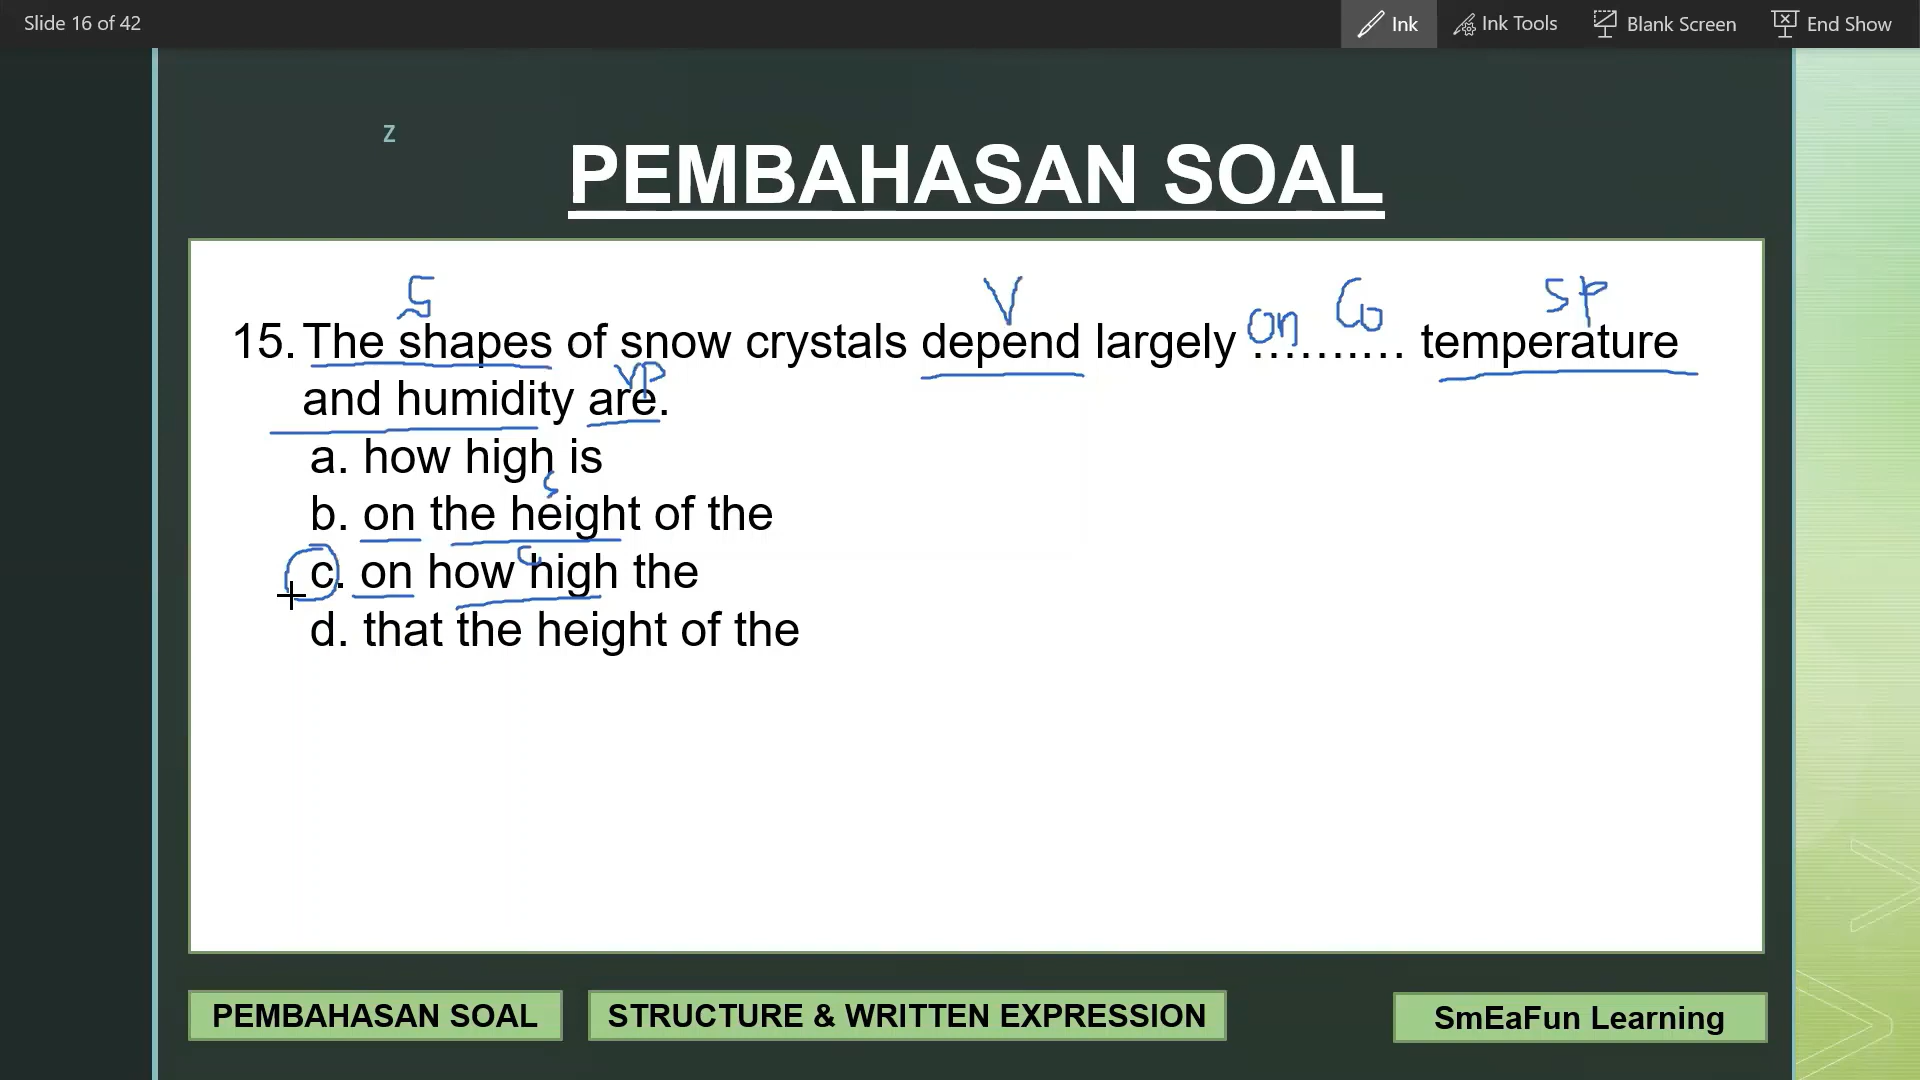 Slide 16 of 42
Ink
Ink Tools
Blank Screen
End Show
z
PEMBAHASAN SOAL
S V on Co SP
15. The shapes of snow crystals depend largely .......... temperature
VP
and humidity are.
a. how high is
S
b. on the height of the
C
c. on how high the
d. that the height of the
PEMBAHASAN SOAL
STRUCTURE & WRITTEN EXPRESSION
SmEaFun Learning